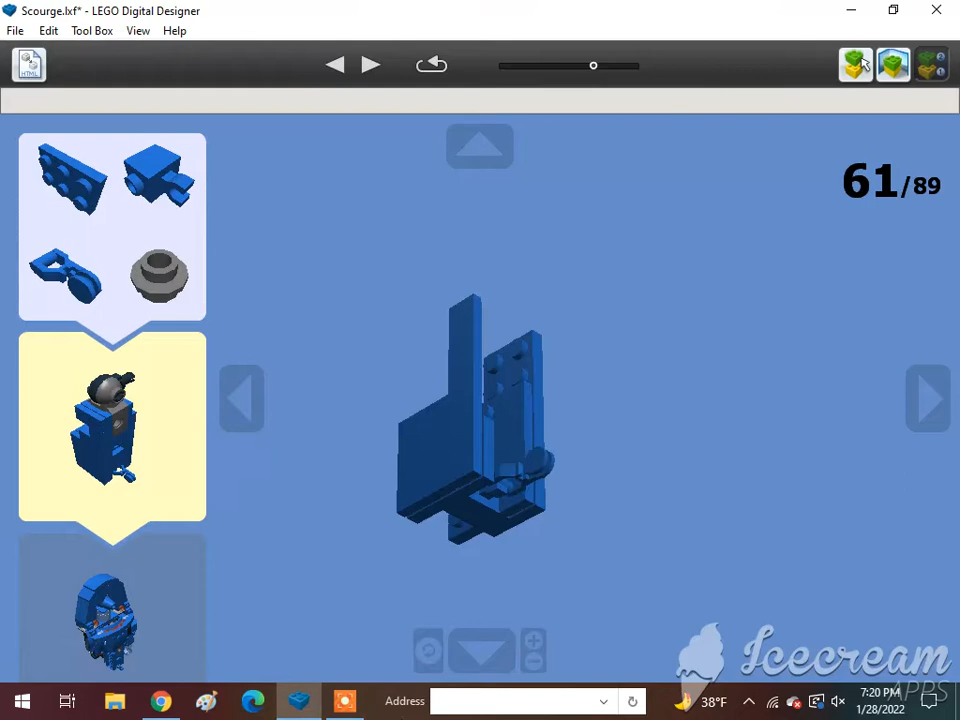 Scourge.lxf* - LEGO Digital Designer
File Edit Tool Box View Help
HTML
61/89
Icecream
APPS
Address
38°F
7:20 PM
1/28/2022